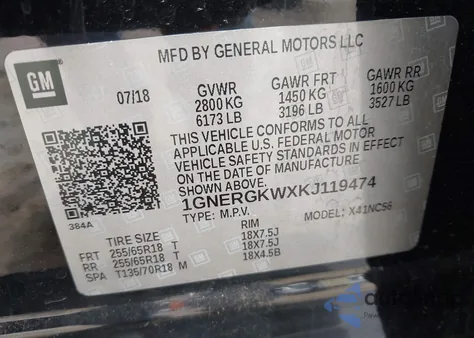 GM
MFD BY GENERAL MOTORS LLC
07/18
GVWR GAWR FRT GAWR RR
2800 KG 1450 KG 1600 KG
6173 LB 3196 LB 3527 LB
THIS VEHICLE CONFORMS TO ALL
APPLICABLE U.S. FEDERAL MOTOR
VEHICLE SAFETY STANDARDS IN EFFECT
ON THE DATE OF MANUFACTURE
SHOWN ABOVE.
1GNERGKWXKJ119474
TYPE: M.P.V. MODEL: X41NC56
384A
TIRE SIZE RIM
FRT 255/65R18 T 18X7.5J
RR 255/65R18 T 18X7.5J
SPA T135/70R18 M 18X4.5B